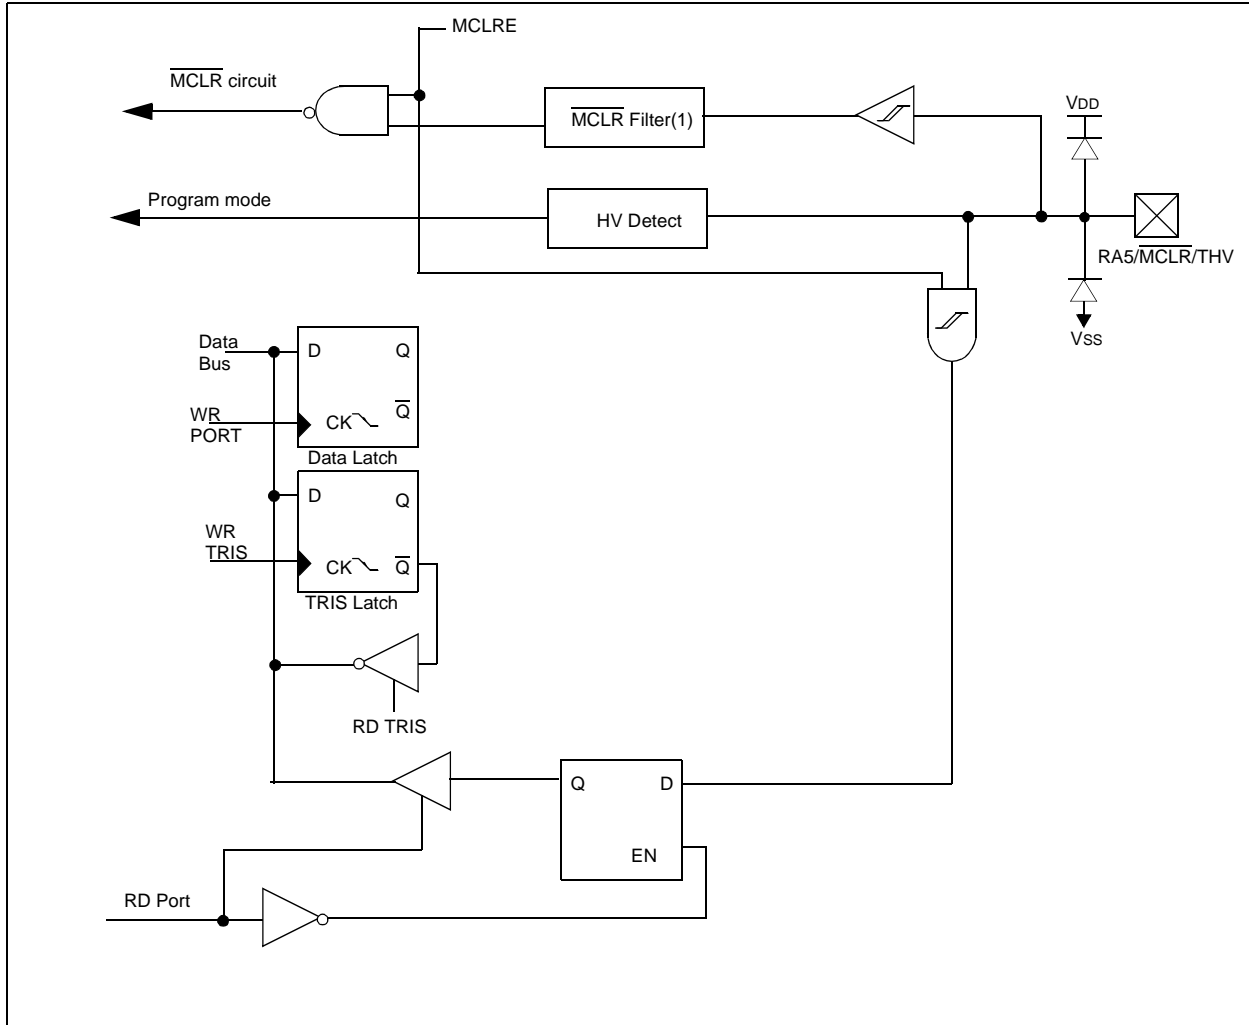 MCLRE
MCLR circuit
MCLR Filter(1)
VDD
Program mode
HV Detect
RA5/MCLR/THV
VSS
Data
Bus
D
Q
WR
PORT
CK
Q
Data Latch
D
Q
WR
TRIS
CK
Q
TRIS Latch
RD TRIS
Q
D
EN
RD Port